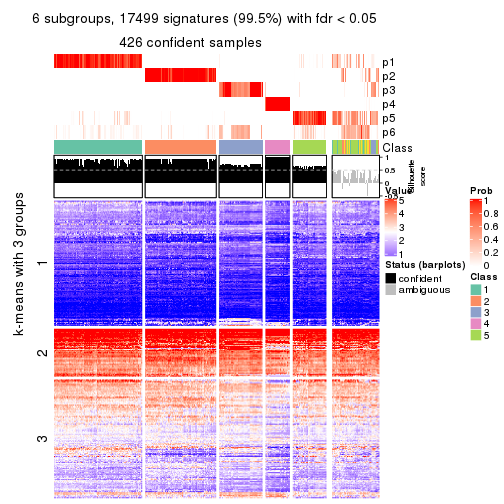 6 subgroups, 17499 signatures (99.5%) with fdr < 0.05
426 confident samples
p1
p2
p3
p4
p5
p6
Class
1
0.5
0
-0.5
Silhouette
score
k-means with 3 groups
1
2
3
Value
5
4
3
2
1
Status (barplots)
confident
ambiguous
Prob
1
0.8
0.6
0.4
0.2
0
Class
1
2
3
4
5